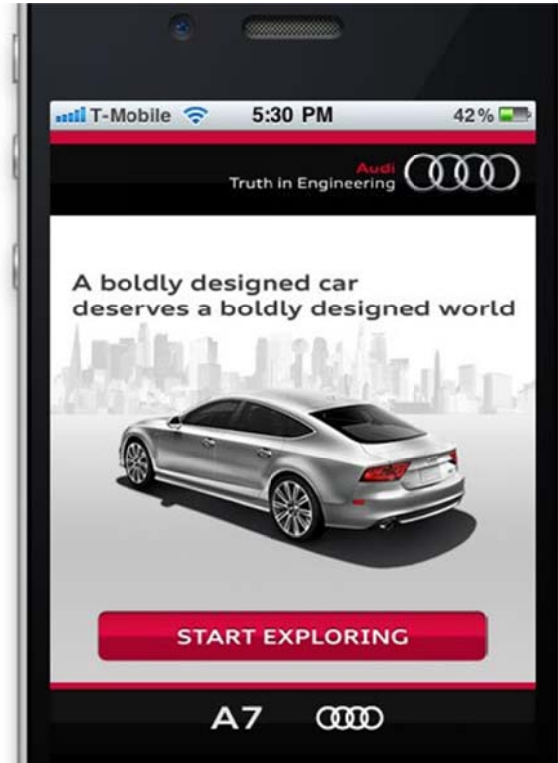 T-Mobile 5:30 PM 42%
Audi
Truth in Engineering
A boldly designed car
deserves a boldly designed world
START EXPLORING
A7